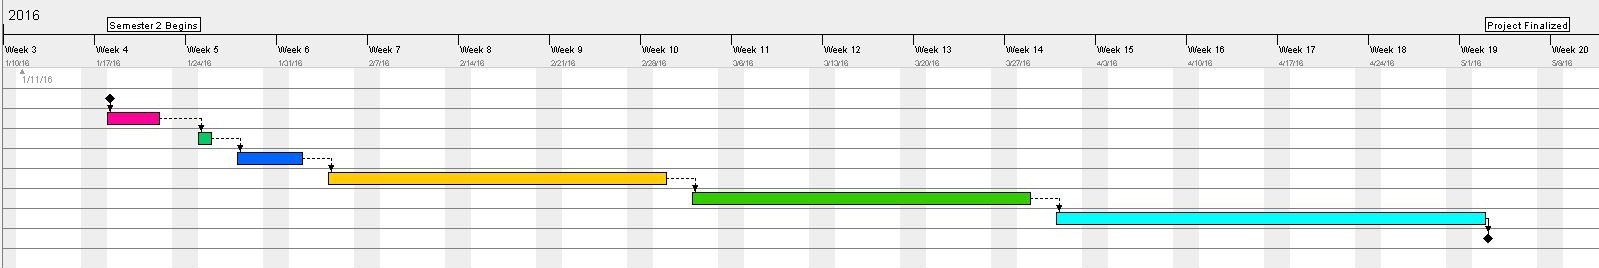 2016
Semester 2 Begins Project Finalized
Week 3 Week 4 Week 5 Week 6 Week 7 Week 8 Week 9 Week 10 Week 11 Week 12 Week 13 Week 14 Week 15 Week 16 Week 17 Week 18 Week 19 Week 20
1/10/16 1/17/16 1/24/16 1/31/16 2/7/16 2/14/16 2/21/16 2/28/16 3/6/16 3/13/16 3/20/16 3/27/16 4/3/16 4/10/16 4/17/16 4/24/16 5/1/16 5/8/16
1/11/16